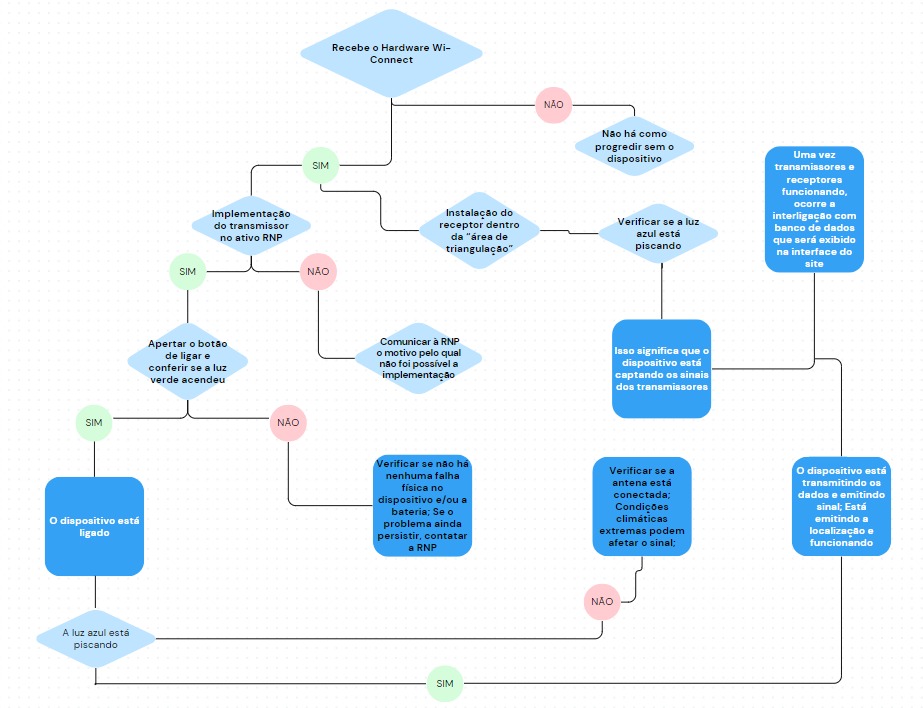 Recebe o Hardware Wi-
Connect
NÃO
Não há como
progredir sem o
dispositivo
SIM
Implementação
do transmissor
no ativo RNP
Instalação do
receptor dentro
da "área de
triangulação"
Verificar se a luz
azul está
piscando
Uma vez
transmissores e
receptores
funcionando,
ocorre a
interligação com
banco de dados
que será exibido
na interface do
site
SIM
NÃO
Apertar o botão
de ligar e
conferir se a luz
verde acendeu
Comunicar à RNP
o motivo pelo qual
não foi possível a
implementação
Isso significa que o
dispositivo está
captando os sinais
dos transmissores
SIM
NÃO
O dispositivo está
ligado
Verificar se não há
nenhuma falha
física no
dispositivo e/ou a
bateria; Se o
problema ainda
persistir, contatar
a RNP
Verificar se a
antena está
conectada;
Condições
climáticas
extremas podem
afetar o sinal;
O dispositivo está
transmitindo os
dados e emitindo
sinal; Está
emitindo a
localização e
funcionando
NÃO
A luz azul está
piscando
SIM